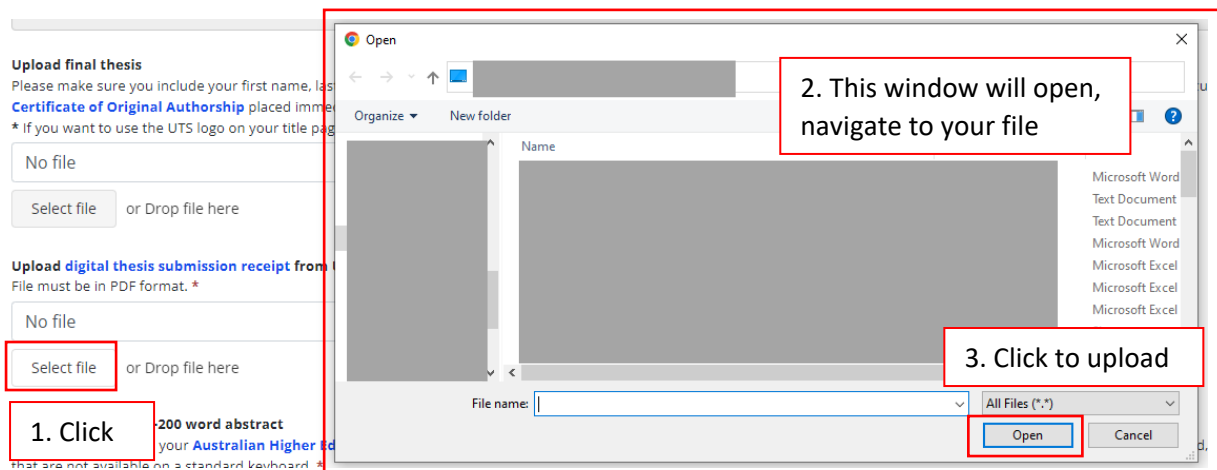 Upload final thesis
Please make sure you include your first name, las
Certificate of Original Authorship placed imme
* If you want to use the UTS logo on your title pag
No file
Select file or Drop file here
Upload digital thesis submission receipt from
File must be in PDF format. *
No file
Select file or Drop file here
1. Click
-200 word abstract
your Australian Higher Ed
that are not available on a standard keyboard. *
Open
2. This window will open,
navigate to your file
Organize New folder
Name
Microsoft Word
Text Document
Text Document
Microsoft Word
Microsoft Excel
Microsoft Excel
Microsoft Excel
3. Click to upload
File name:
All Files (*.*)
Open Cancel